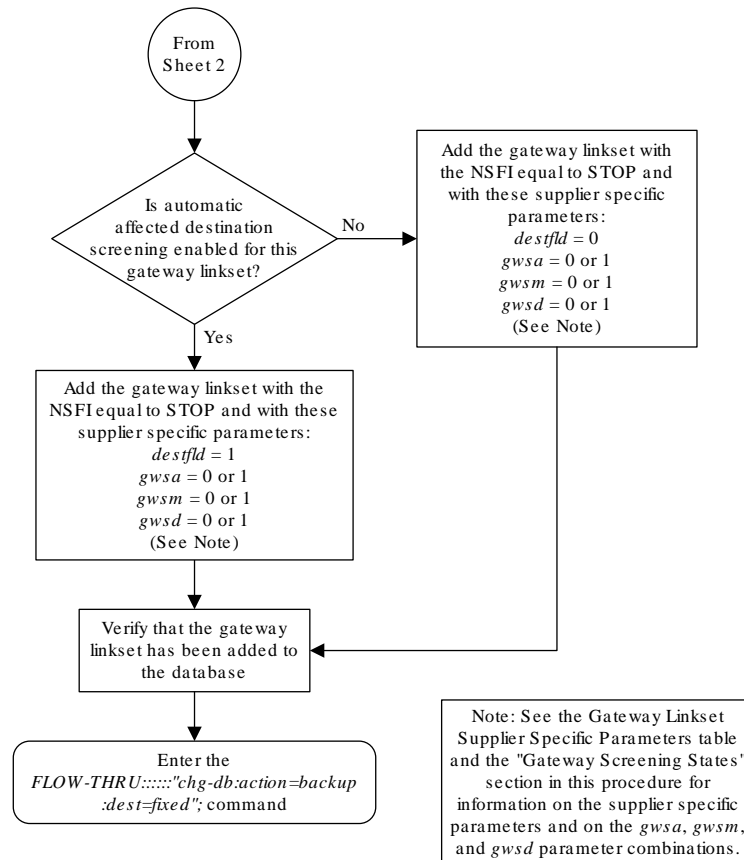 From
Sheet 2
Is automatic
affected destination
screening enabled for this
gateway linkset?
No
Yes
Add the gateway linkset with
the NSFI equal to STOP and
with these supplier specific
parameters:
destfld = 0
gwsa = 0 or 1
gwsm = 0 or 1
gwsd = 0 or 1
(See Note)
Add the gateway linkset with the
NSFI equal to STOP and with these
supplier specific parameters:
destfld = 1
gwsa = 0 or 1
gwsm = 0 or 1
gwsd = 0 or 1
(See Note)
Verify that the gateway
linkset has been added to
the database
Enter the
FLOW-THRU::::::"chg-db:action=backup
:dest=fixed"; command
Note: See the Gateway Linkset
Supplier Specific Parameters table
and the "Gateway Screening States"
section in this procedure for
information on the supplier specific
parameters and on the gwsa, gwsm,
and gwsd parameter combinations.